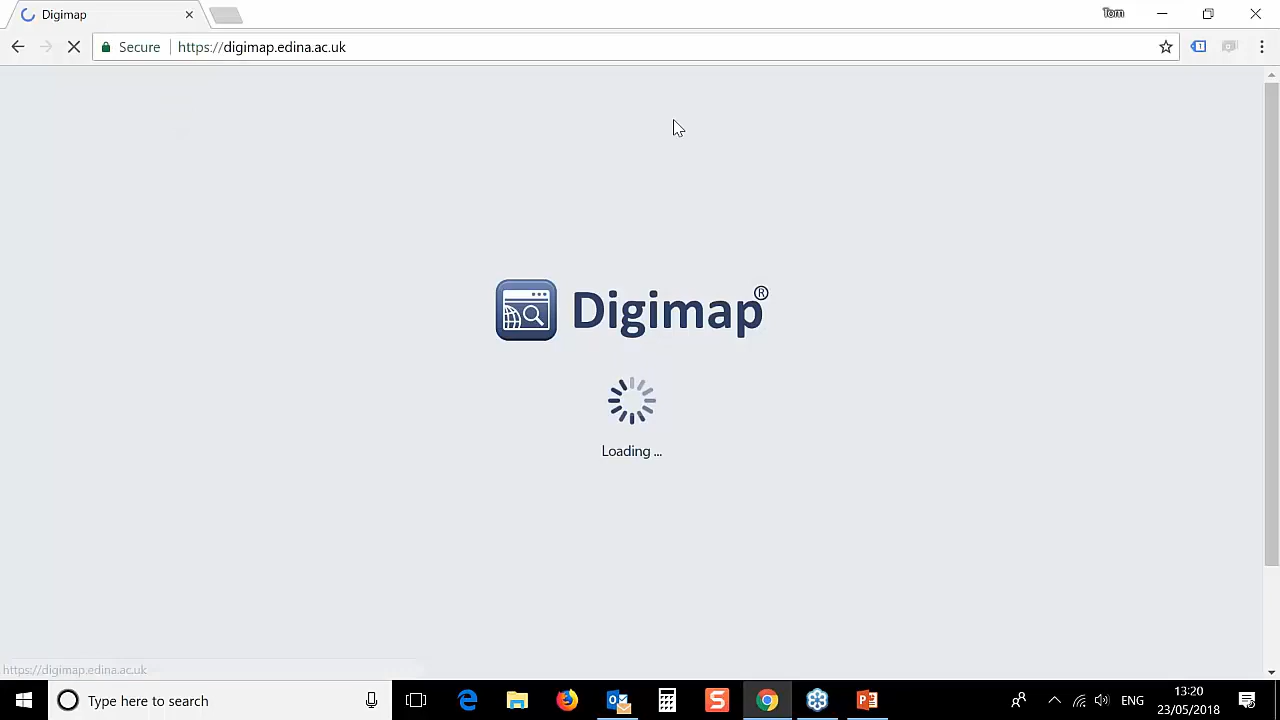 Digimap
Tom
Secure
https://digimap.edina.ac.uk
1
Digimap®
Loading ...
https://digimap.edina.ac.uk
Type here to search
ENG
13:20
23/05/2018